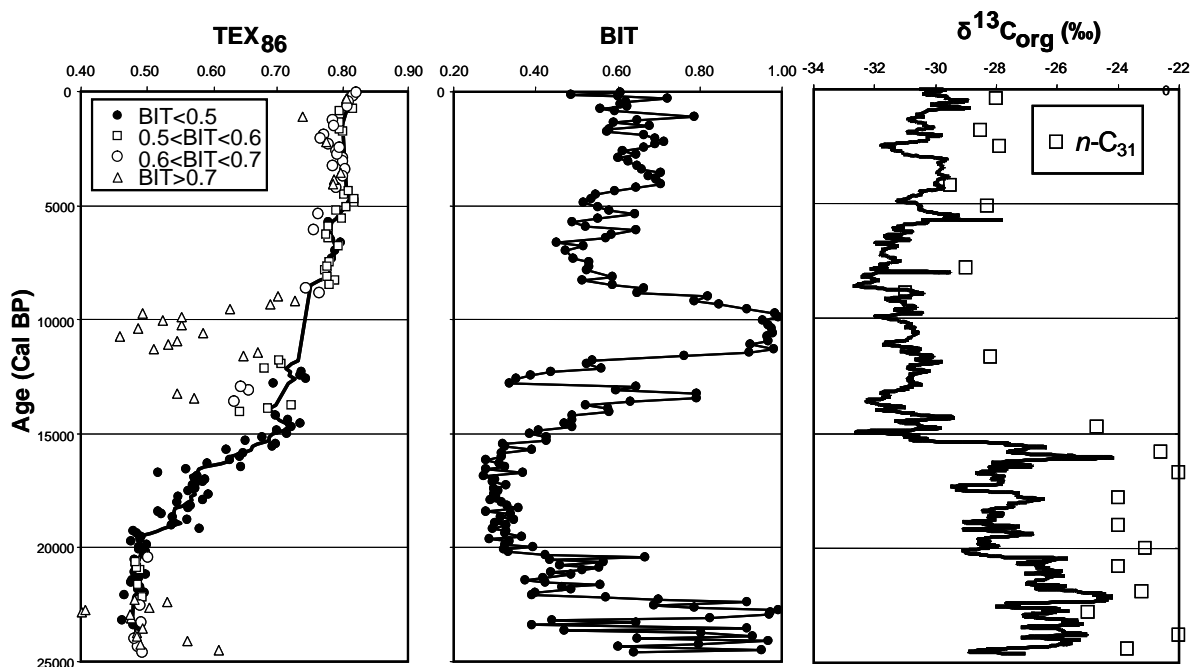 TEX86
BIT
δ13Corg (‰)
0.40 0.50 0.60 0.70 0.80 0.90
0.20 0.40 0.60 0.80 1.00
-34 -32 -30 -28 -26 -24 -22
0
0
BIT<0.5
0.5<BIT<0.6
0.6<BIT<0.7
BIT>0.7
n-C31
5000
10000
15000
20000
25000
Age (Cal BP)